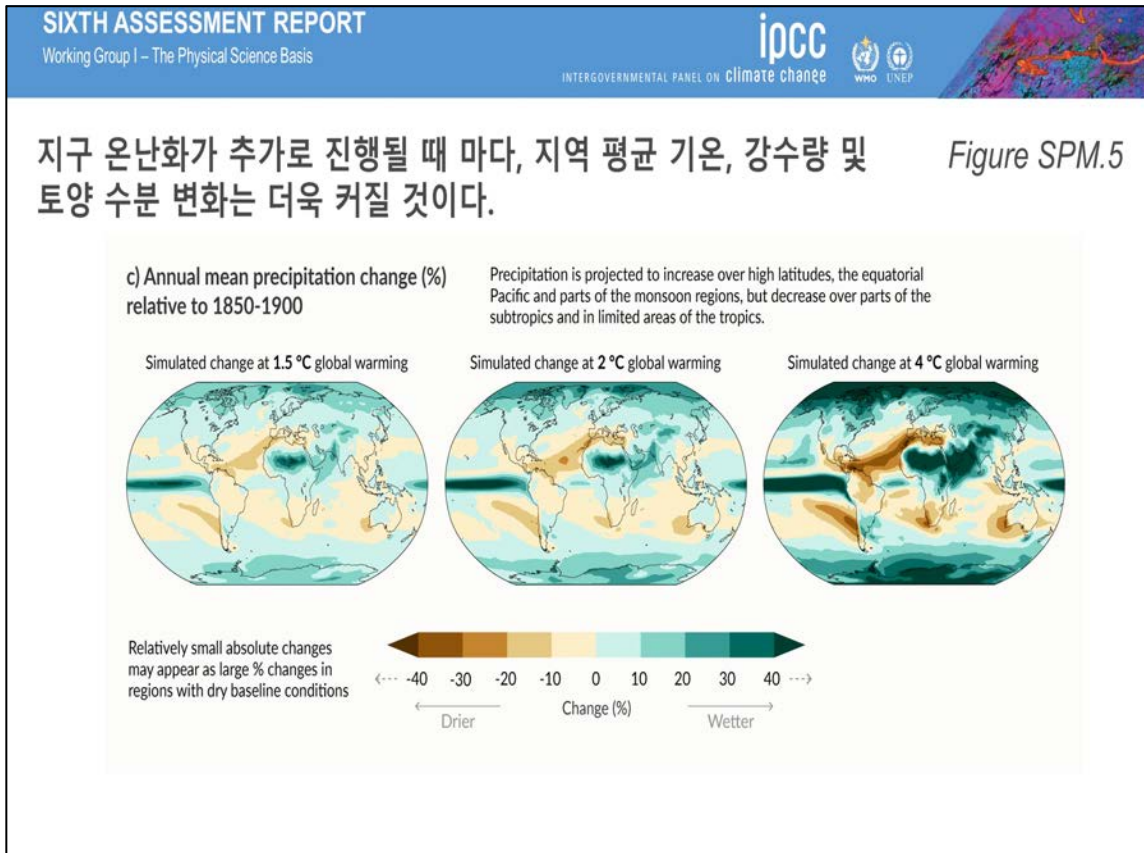 SIXTH ASSESSMENT REPORT
Working Group I – The Physical Science Basis
ipcc
INTERGOVERNMENTAL PANEL ON climate change
WMO
UNEP
지구 온난화가 추가로 진행될 때 마다, 지역 평균 기온, 강수량 및
토양 수분 변화는 더욱 커질 것이다.
Figure SPM.5
c) Annual mean precipitation change (%)
relative to 1850-1900
Precipitation is projected to increase over high latitudes, the equatorial
Pacific and parts of the monsoon regions, but decrease over parts of the
subtropics and in limited areas of the tropics.
Simulated change at 1.5 °C global warming
Simulated change at 2 °C global warming
Simulated change at 4 °C global warming
Relatively small absolute changes
may appear as large % changes in
regions with dry baseline conditions
-40 -30 -20 -10 0 10 20 30 40
Change (%)
Drier
Wetter